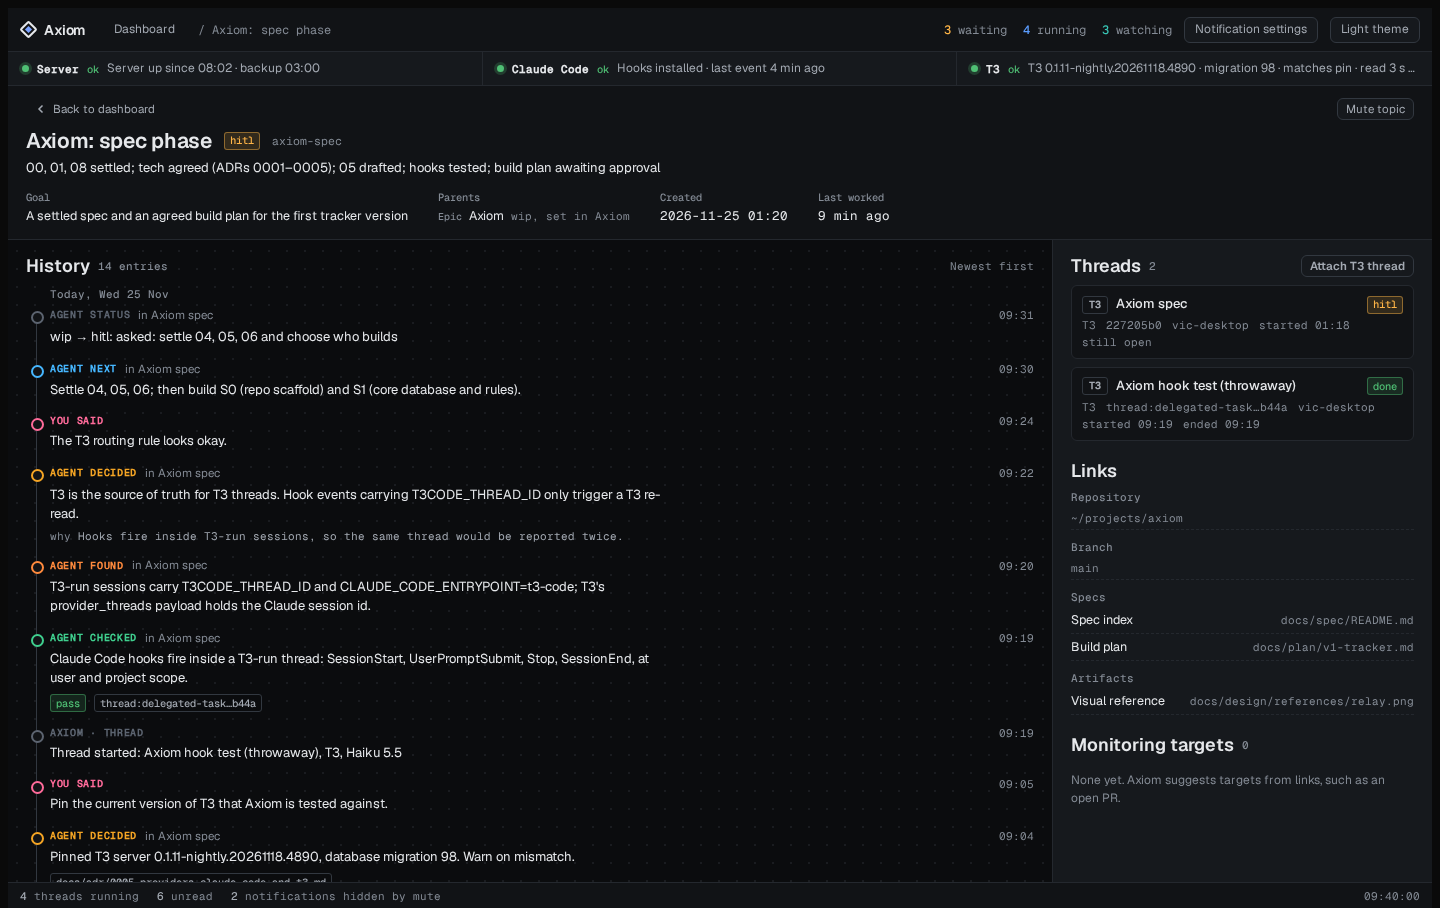 Axiom
Dashboard
/ Axiom: spec phase
3 waiting
4 running
3 watching
Notification settings
Light theme
Server ok Server up since 08:02 · backup 03:00
Claude Code ok Hooks installed · last event 4 min ago
T3 ok T3 0.1.11-nightly.20261118.4890 · migration 98 · matches pin · read 3 s …
Back to dashboard
Mute topic
Axiom: spec phase hitl axiom-spec
00, 01, 08 settled; tech agreed (ADRs 0001–0005); 05 drafted; hooks tested; build plan awaiting approval
Goal
A settled spec and an agreed build plan for the first tracker version
Parents
Epic Axiom wip, set in Axiom
Created
2026-11-25 01:20
Last worked
9 min ago
History 14 entries
Newest first
Today, Wed 25 Nov
AGENT STATUS in Axiom spec 09:31
wip → hitl: asked: settle 04, 05, 06 and choose who builds
AGENT NEXT in Axiom spec 09:30
Settle 04, 05, 06; then build S0 (repo scaffold) and S1 (core database and rules).
YOU SAID 09:24
The T3 routing rule looks okay.
AGENT DECIDED in Axiom spec 09:22
T3 is the source of truth for T3 threads. Hook events carrying T3CODE_THREAD_ID only trigger a T3 re-
read.
why Hooks fire inside T3-run sessions, so the same thread would be reported twice.
AGENT FOUND in Axiom spec 09:20
T3-run sessions carry T3CODE_THREAD_ID and CLAUDE_CODE_ENTRYPOINT=t3-code; T3's
provider_threads payload holds the Claude session id.
AGENT CHECKED in Axiom spec 09:19
Claude Code hooks fire inside a T3-run thread: SessionStart, UserPromptSubmit, Stop, SessionEnd, at
user and project scope.
pass thread:delegated-task…b44a
AXIOM · THREAD 09:19
Thread started: Axiom hook test (throwaway), T3, Haiku 5.5
YOU SAID 09:05
Pin the current version of T3 that Axiom is tested against.
AGENT DECIDED in Axiom spec 09:04
Pinned T3 server 0.1.11-nightly.20261118.4890, database migration 98. Warn on mismatch.
docs/adr/0005-providers-claude-code-and-t3.md
Threads 2
Attach T3 thread
T3 Axiom spec hitl
T3 227205b0 vic-desktop started 01:18
still open
T3 Axiom hook test (throwaway) done
T3 thread:delegated-task…b44a vic-desktop
started 09:19 ended 09:19
Links
Repository
~/projects/axiom
Branch
main
Specs
Spec index docs/spec/README.md
Build plan docs/plan/v1-tracker.md
Artifacts
Visual reference docs/design/references/relay.png
Monitoring targets 0
None yet. Axiom suggests targets from links, such as an
open PR.
4 threads running
6 unread
2 notifications hidden by mute
09:40:00